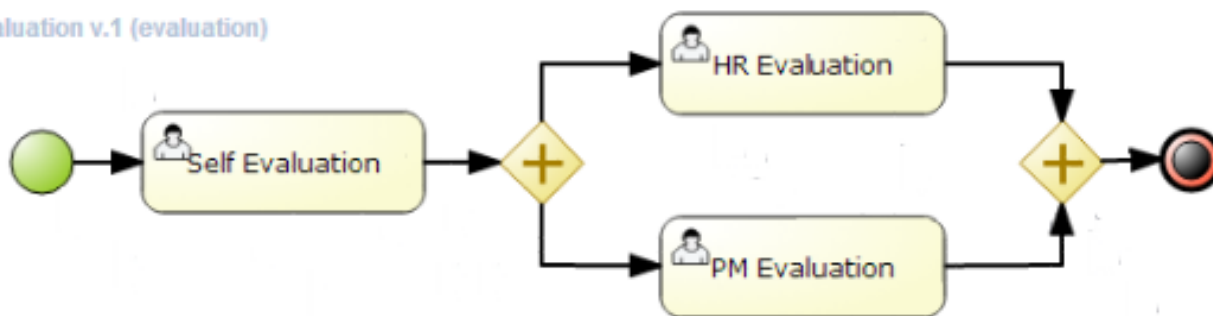 aluation v.1 (evaluation)
HR Evaluation
Self Evaluation
PM Evaluation